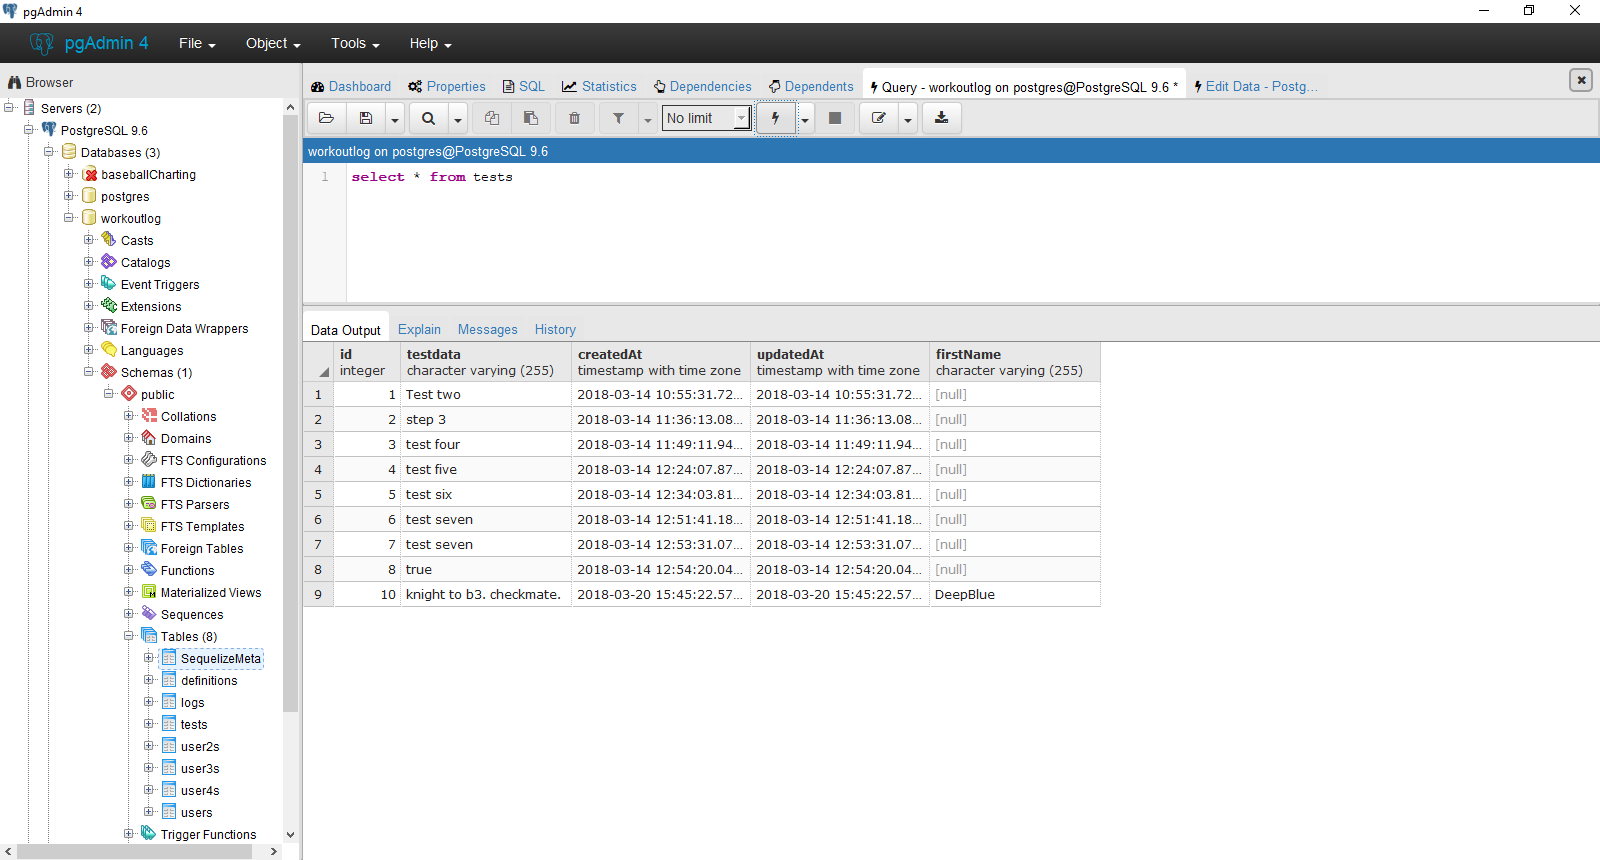 pgAdmin 4
pgAdmin 4 File Object Tools Help
Browser
Servers (2)
PostgreSQL 9.6
Databases (3)
baseballCharting
postgres
workoutlog
Casts
Catalogs
Event Triggers
Extensions
Foreign Data Wrappers
Languages
Schemas (1)
public
Collations
Domains
FTS Configurations
FTS Dictionaries
FTS Parsers
FTS Templates
Foreign Tables
Functions
Materialized Views
Sequences
Tables (8)
SequelizeMeta
definitions
logs
tests
user2s
user3s
user4s
users
Trigger Functions
Dashboard Properties SQL Statistics Dependencies Dependents Query - workoutlog on postgres@PostgreSQL 9.6 * Edit Data - Postg...
No limit
workoutlog on postgres@PostgreSQL 9.6
1 select * from tests
Data Output Explain Messages History
id testdata createdAt updatedAt firstName
integer character varying (255) timestamp with time zone timestamp with time zone character varying (255)
1 1 Test two 2018-03-14 10:55:31.72... 2018-03-14 10:55:31.72... [null]
2 2 step 3 2018-03-14 11:36:13.08... 2018-03-14 11:36:13.08... [null]
3 3 test four 2018-03-14 11:49:11.94... 2018-03-14 11:49:11.94... [null]
4 4 test five 2018-03-14 12:24:07.87... 2018-03-14 12:24:07.87... [null]
5 5 test six 2018-03-14 12:34:03.81... 2018-03-14 12:34:03.81... [null]
6 6 test seven 2018-03-14 12:51:41.18... 2018-03-14 12:51:41.18... [null]
7 7 test seven 2018-03-14 12:53:31.07... 2018-03-14 12:53:31.07... [null]
8 8 true 2018-03-14 12:54:20.04... 2018-03-14 12:54:20.04... [null]
9 10 knight to b3. checkmate. 2018-03-20 15:45:22.57... 2018-03-20 15:45:22.57... DeepBlue